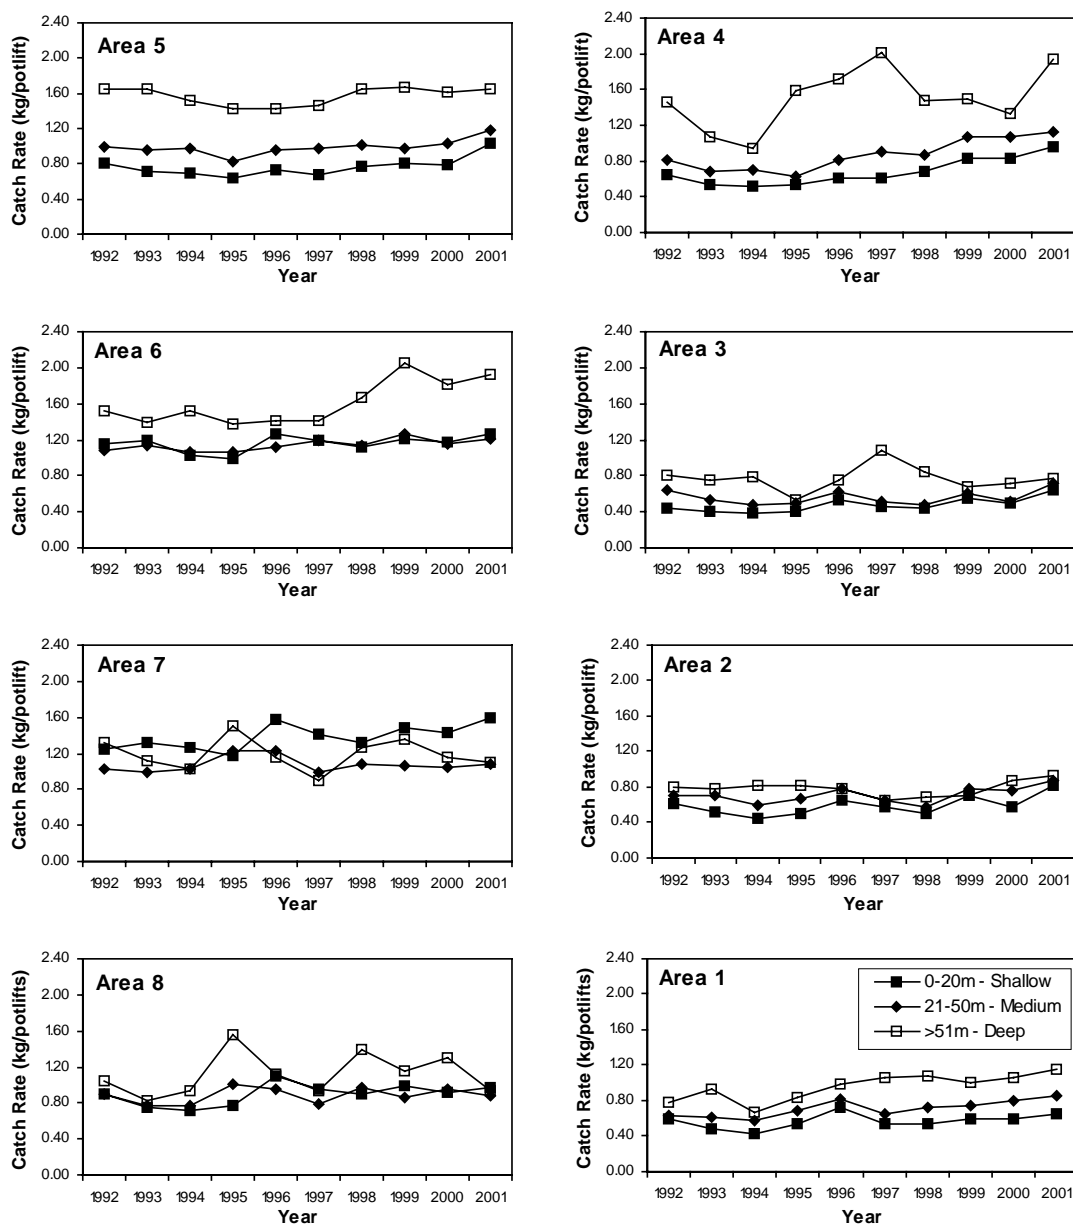 Area 5
Catch Rate (kg/potlift)
2.40
2.00
1.60
1.20
0.80
0.40
0.00
1992 1993 1994 1995 1996 1997 1998 1999 2000 2001
Year
Area 4
Catch Rate (kg/potlift)
2.40
2.00
1.60
1.20
0.80
0.40
0.00
1992 1993 1994 1995 1996 1997 1998 1999 2000 2001
Year
Area 6
Catch Rate (kg/potlift)
2.40
2.00
1.60
1.20
0.80
0.40
0.00
1992 1993 1994 1995 1996 1997 1998 1999 2000 2001
Year
Area 3
Catch Rate (kg/potlift)
2.40
2.00
1.60
1.20
0.80
0.40
0.00
1992 1993 1994 1995 1996 1997 1998 1999 2000 2001
Year
Area 7
Catch Rate (kg/potlift)
2.40
2.00
1.60
1.20
0.80
0.40
0.00
1992 1993 1994 1995 1996 1997 1998 1999 2000 2001
Year
Area 2
Catch Rate (kg/potlift)
2.40
2.00
1.60
1.20
0.80
0.40
0.00
1992 1993 1994 1995 1996 1997 1998 1999 2000 2001
Year
Area 8
Catch Rate (kg/potlifts)
2.40
2.00
1.60
1.20
0.80
0.40
0.00
1992 1993 1994 1995 1996 1997 1998 1999 2000 2001
Year
Area 1
Catch Rate (kg/potlifts)
2.40
2.00
1.60
1.20
0.80
0.40
0.00
0-20m - Shallow
21-50m - Medium
>51m - Deep
1992 1993 1994 1995 1996 1997 1998 1999 2000 2001
Year